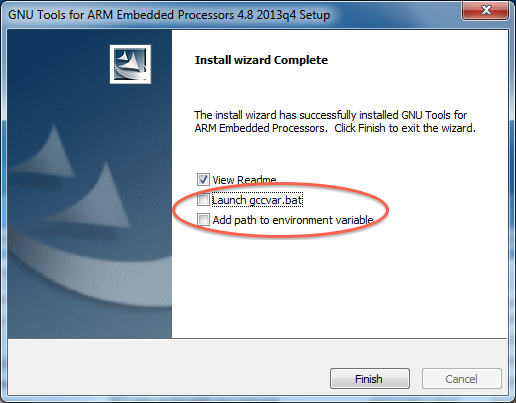 GNU Tools for ARM Embedded Processors 4.8 2013q4 Setup
Install wizard Complete
The install wizard has successfully installed GNU Tools for
ARM Embedded Processors. Click Finish to exit the wizard.
View Readme
Launch gccvar.bat
Add path to environment variable
Finish
Cancel